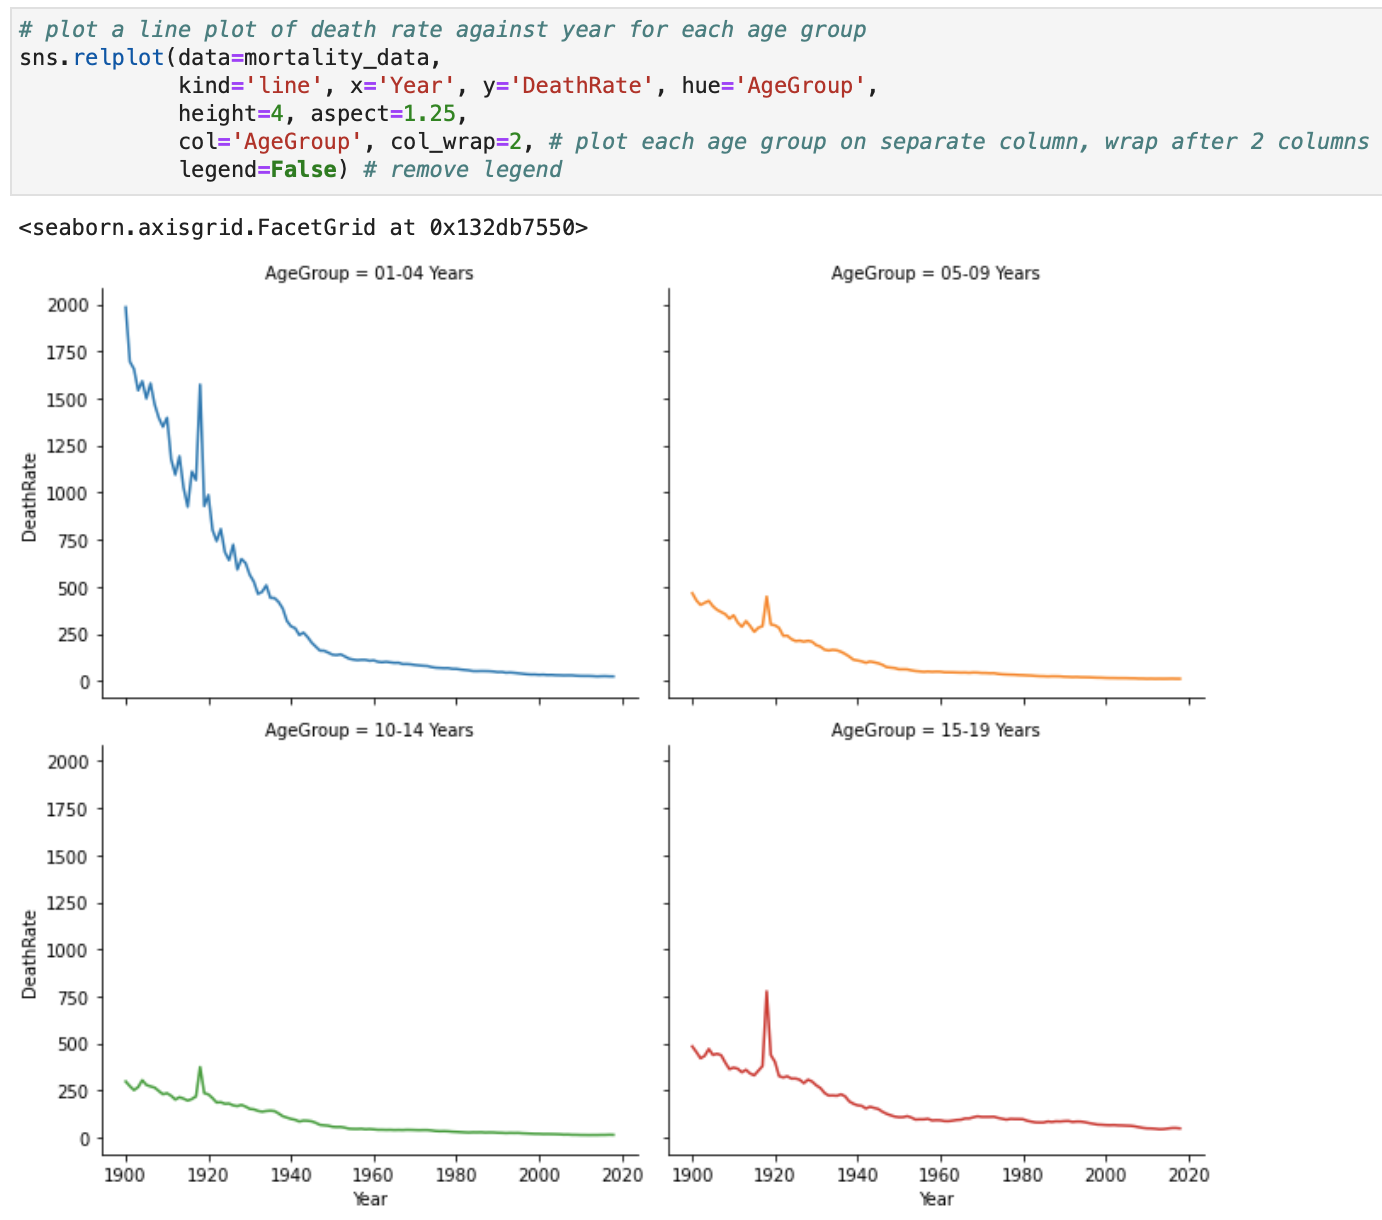 # plot a line plot of death rate against year for each age group
sns.relplot(data=mortality_data,
            kind='line', x='Year', y='DeathRate', hue='AgeGroup',
            height=4, aspect=1.25,
            col='AgeGroup', col_wrap=2, # plot each age group on separate column, wrap after 2 columns
            legend=False) # remove legend
<seaborn.axisgrid.FacetGrid at 0x132db7550>
AgeGroup = 01-04 Years
2000
1750
1500
1250
1000
750
500
250
0
DeathRate
AgeGroup = 05-09 Years
AgeGroup = 10-14 Years
2000
1750
1500
1250
1000
750
500
250
0
DeathRate
1900 1920 1940 1960 1980 2000 2020
Year
AgeGroup = 15-19 Years
1900 1920 1940 1960 1980 2000 2020
Year